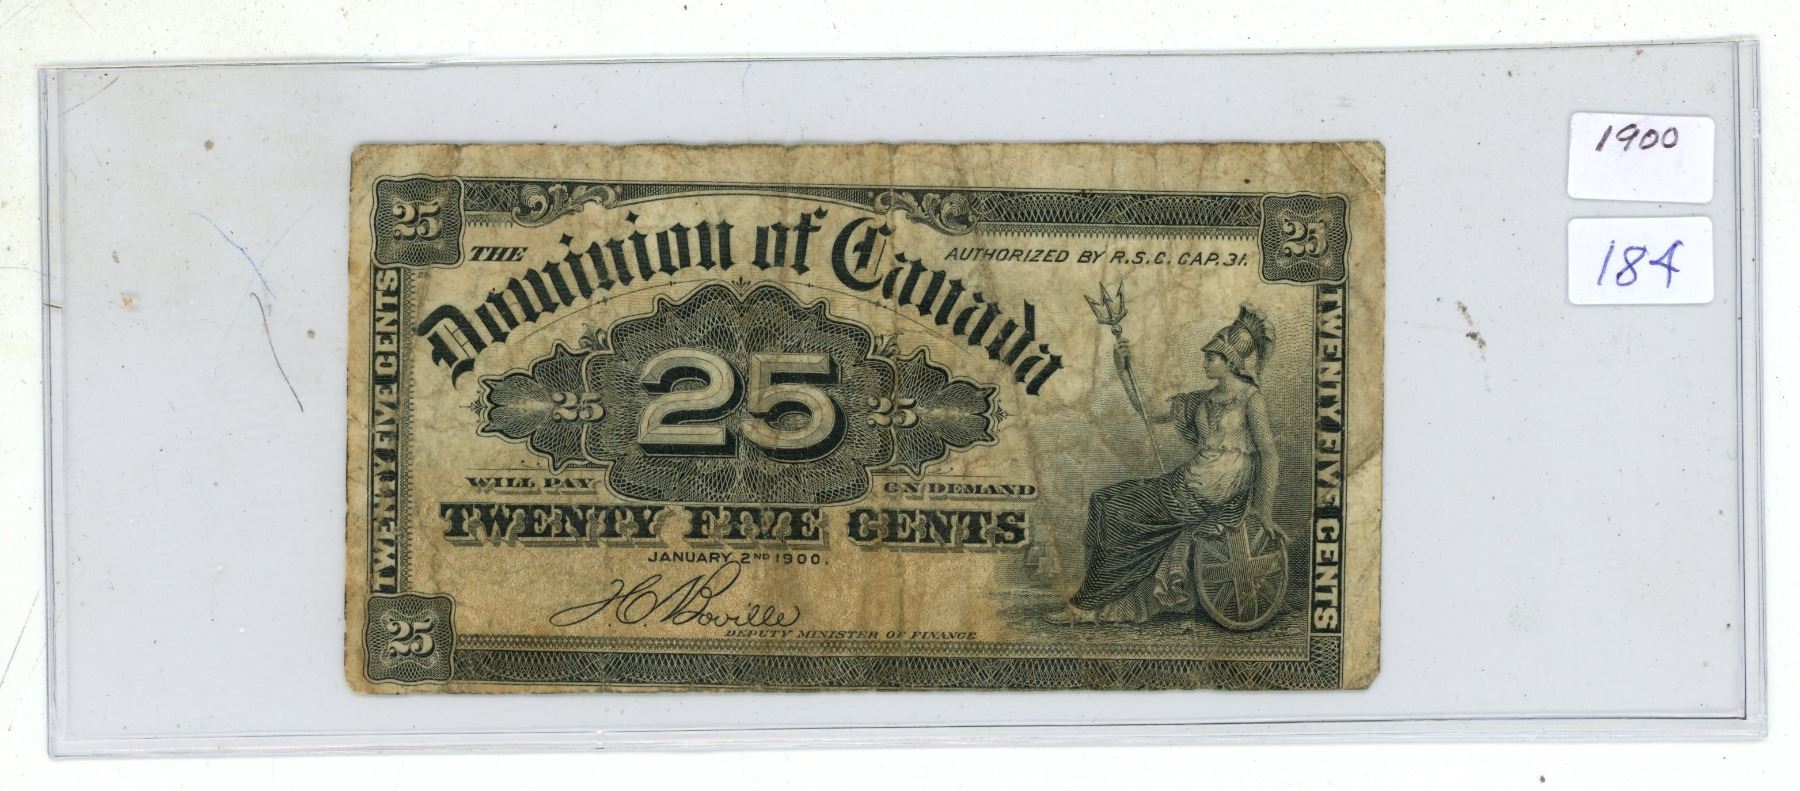 1900
184
25
25
THE
Dominion of Canada
AUTHORIZED BY R.S.C. CAP. 31.
TWENTY FIVE CENTS
TWENTY FIVE CENTS
25
25
25
WILL PAY
ON DEMAND
TWENTY FIVE CENTS
JANUARY 2ND 1900.
J.C. Boville
DEPUTY MINISTER OF FINANCE
25